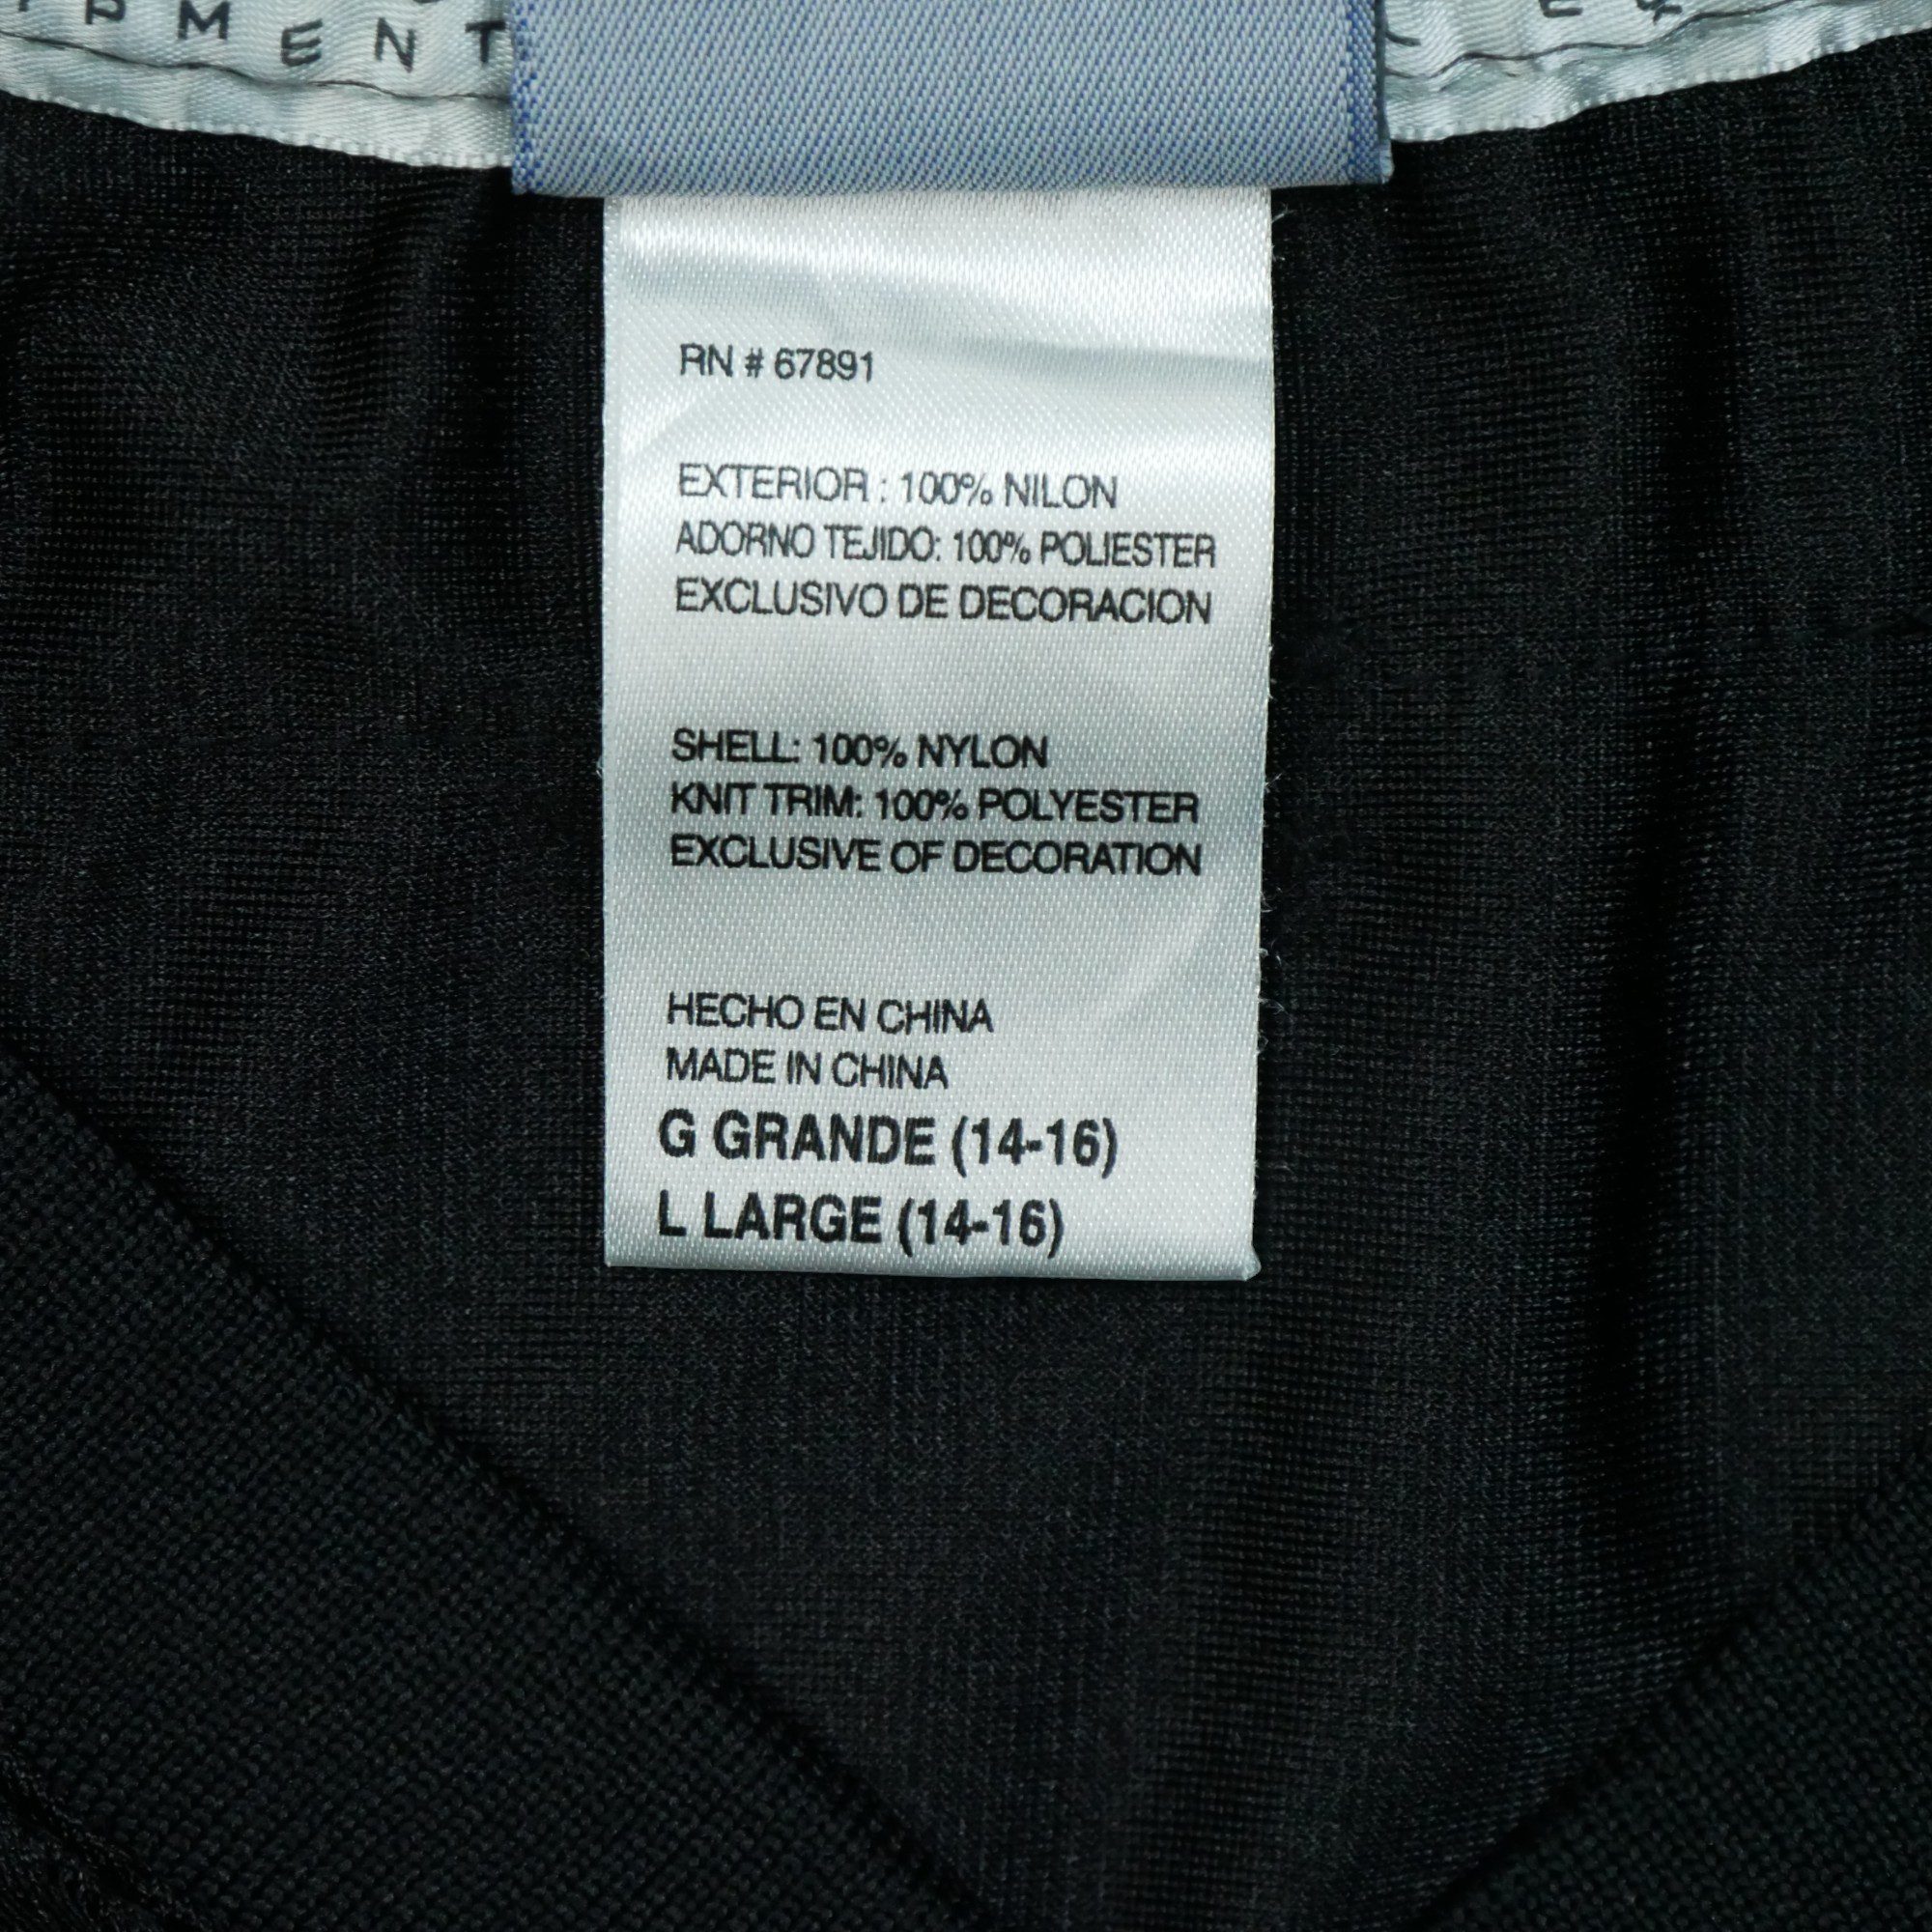 PMENT
RN # 67891
EXTERIOR : 100% NILON
ADORNO TEJIDO: 100% POLIESTER
EXCLUSIVO DE DECORACION
SHELL: 100% NYLON
KNIT TRIM: 100% POLYESTER
EXCLUSIVE OF DECORATION
HECHO EN CHINA
MADE IN CHINA
G GRANDE (14-16)
L LARGE (14-16)